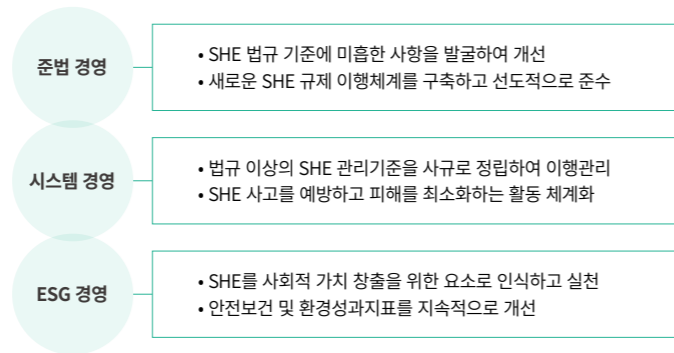 준법 경영
• SHE 법규 기준에 미흡한 사항을 발굴하여 개선
• 새로운 SHE 규제 이행체계를 구축하고 선도적으로 준수
시스템 경영
• 법규 이상의 SHE 관리기준을 사규로 정립하여 이행관리
• SHE 사고를 예방하고 피해를 최소화하는 활동 체계화
ESG 경영
• SHE를 사회적 가치 창출을 위한 요소로 인식하고 실천
• 안전보건 및 환경성과지표를 지속적으로 개선